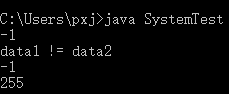 C:\Users\pxj>java SystemTest
-1
data1 != data2
-1
255